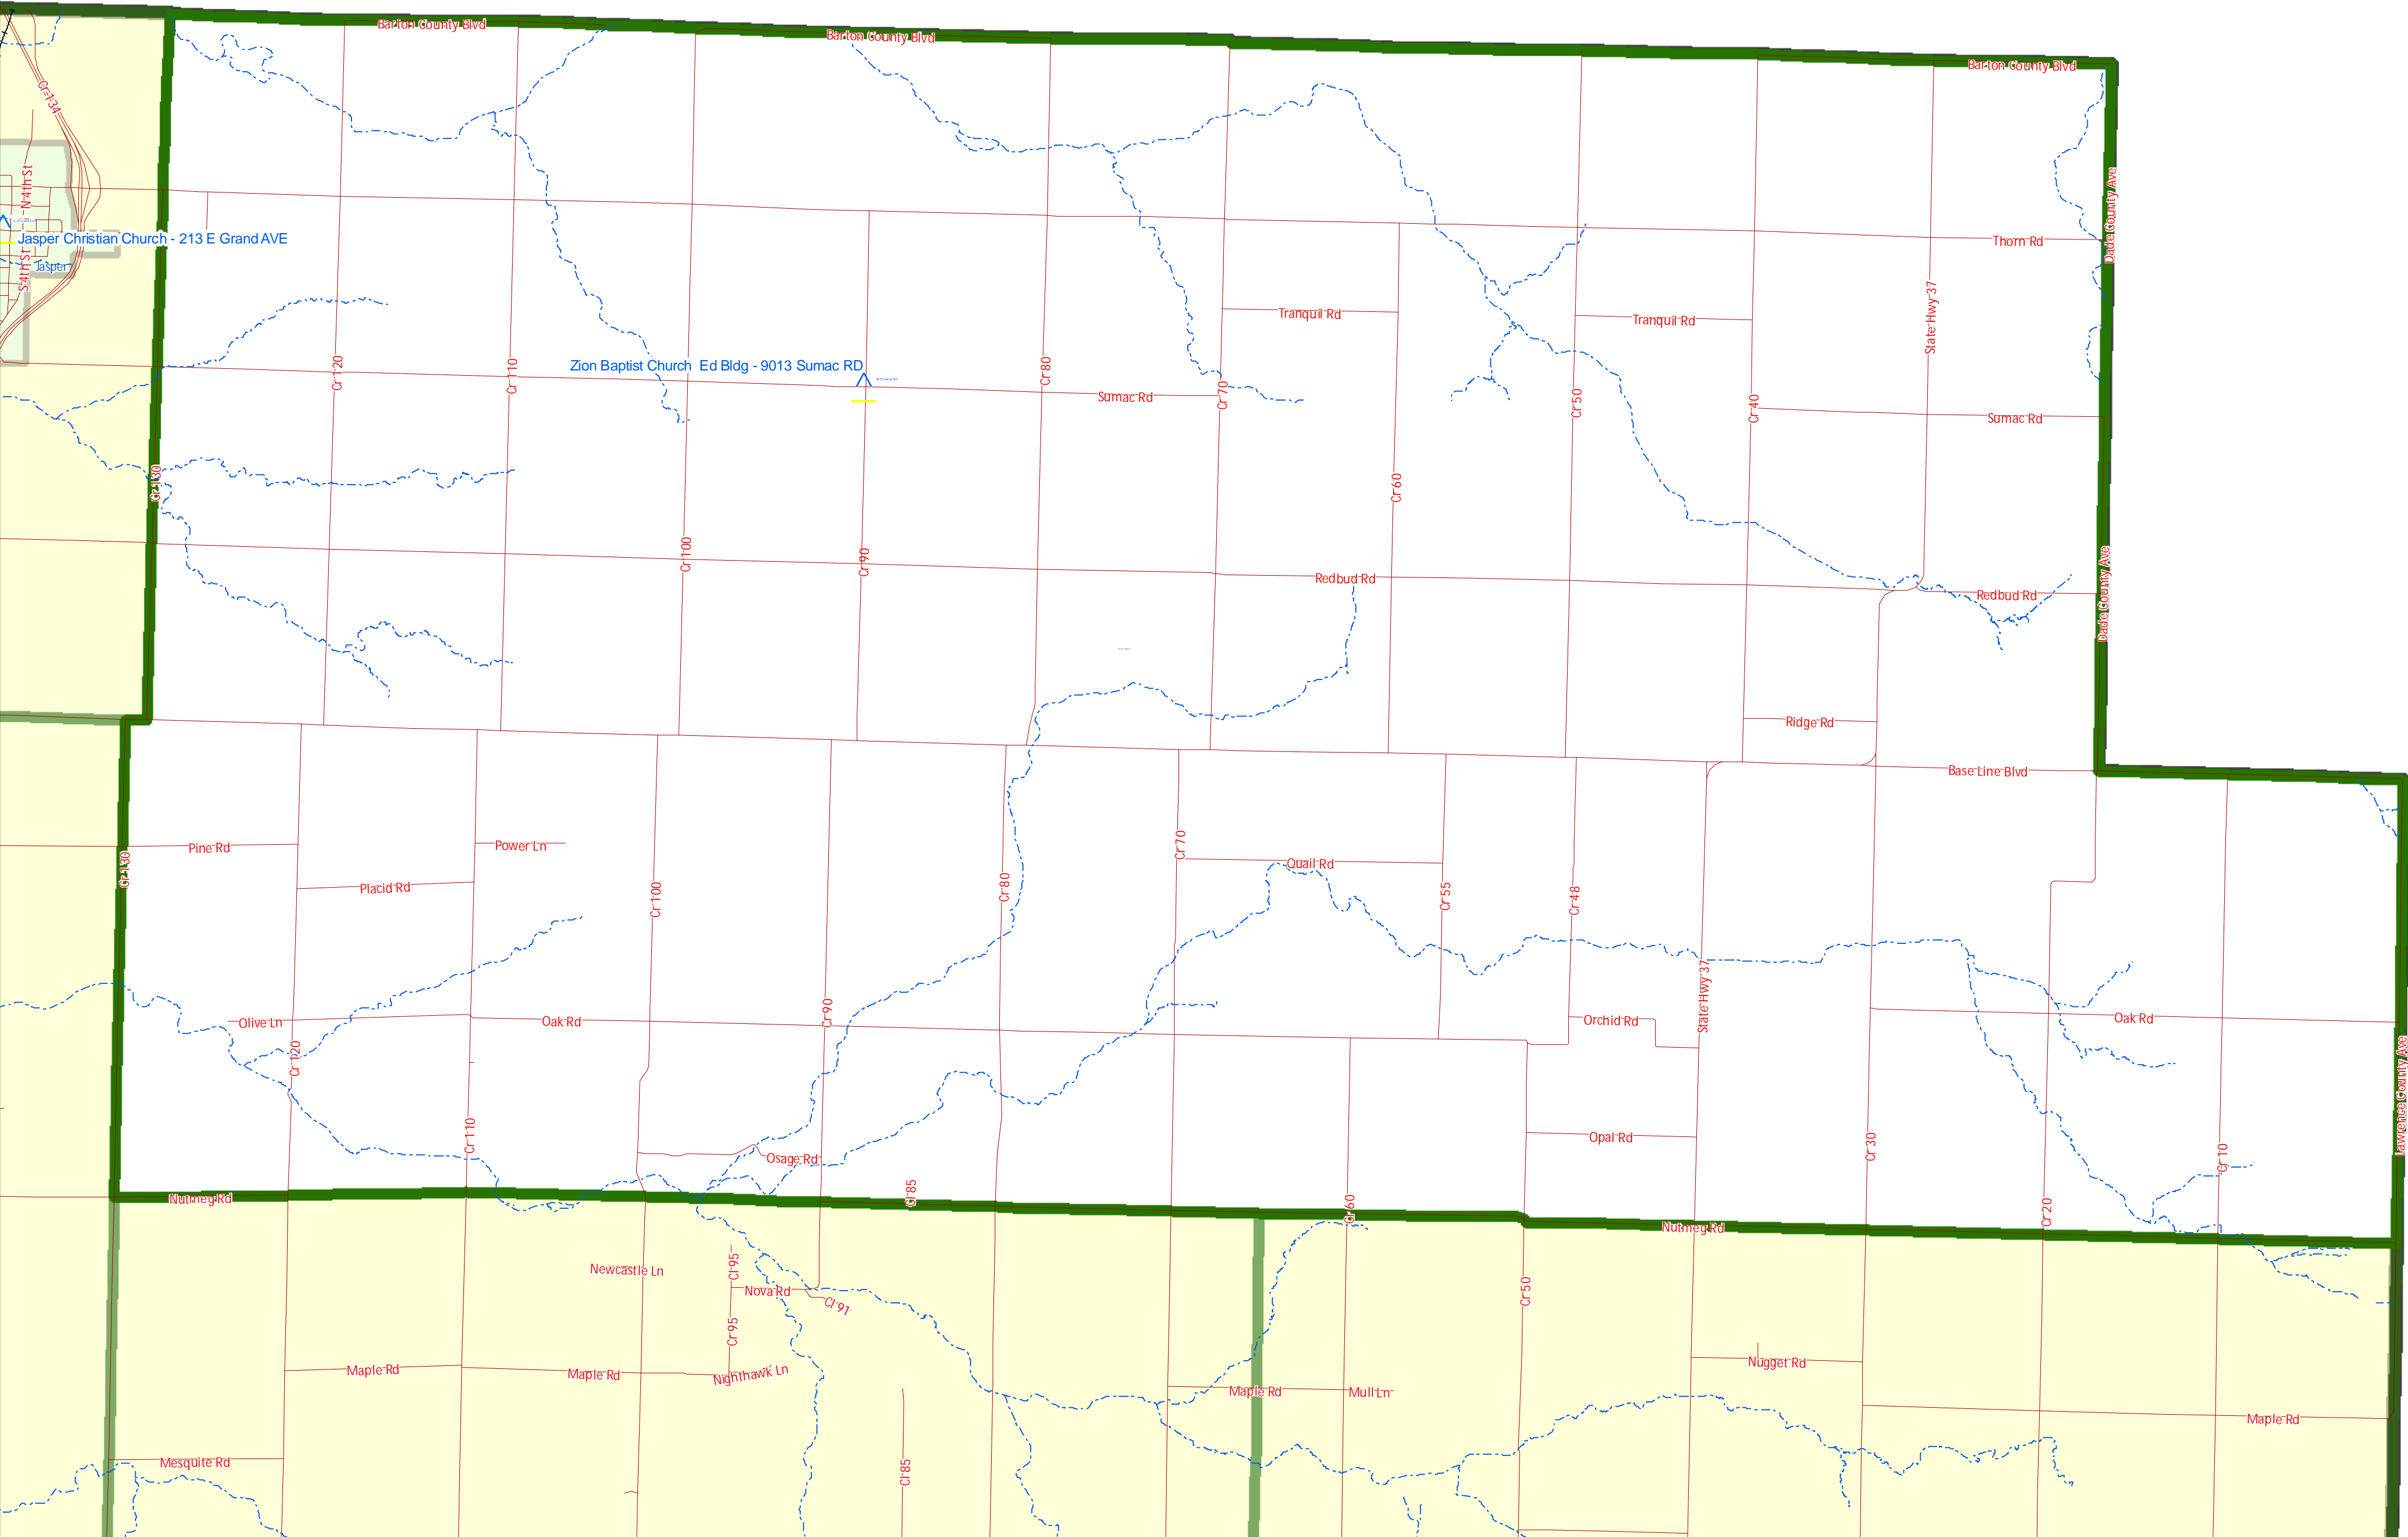 Barton County Blvd
Barton County Blvd
Barton County Blvd
Cr 134
N 4th St
S 4th St
Jasper Christian Church - 213 E Grand AVE
Jasper
Dade County Ave
Thorn Rd
State Hwy 37
Tranquil Rd
Tranquil Rd
Zion Baptist Church Ed Bldg - 9013 Sumac RD
Cr 120
Cr 110
Cr 80
Sumac Rd
Cr 70
Cr 50
Cr 40
Sumac Rd
Cr 130
Cr 60
Cr 100
Cr 90
Redbud Rd
Redbud Rd
Dade County Ave
Ridge Rd
Base Line Blvd
Pine Rd
Power Ln
Cr 70
Quail Rd
Cr 130
Placid Rd
Cr 100
Cr 80
Cr 55
Cr 48
State Hwy 37
Olive Ln
Oak Rd
Cr 90
Orchid Rd
Oak Rd
Cr 120
Lawrence County Ave
Cr 110
Opal Rd
Cr 30
Cr 10
Osage Rd
Nutmeg Rd
Cl 85
Cr 60
Cr 20
Nutmeg Rd
Newcastle Ln
Cl 95
Nova Rd
Cl 91
Cr 50
Cr 95
Maple Rd
Maple Rd
Nighthawk Ln
Maple Rd
Mull Ln
Nugget Rd
Maple Rd
Mesquite Rd
Cl 85